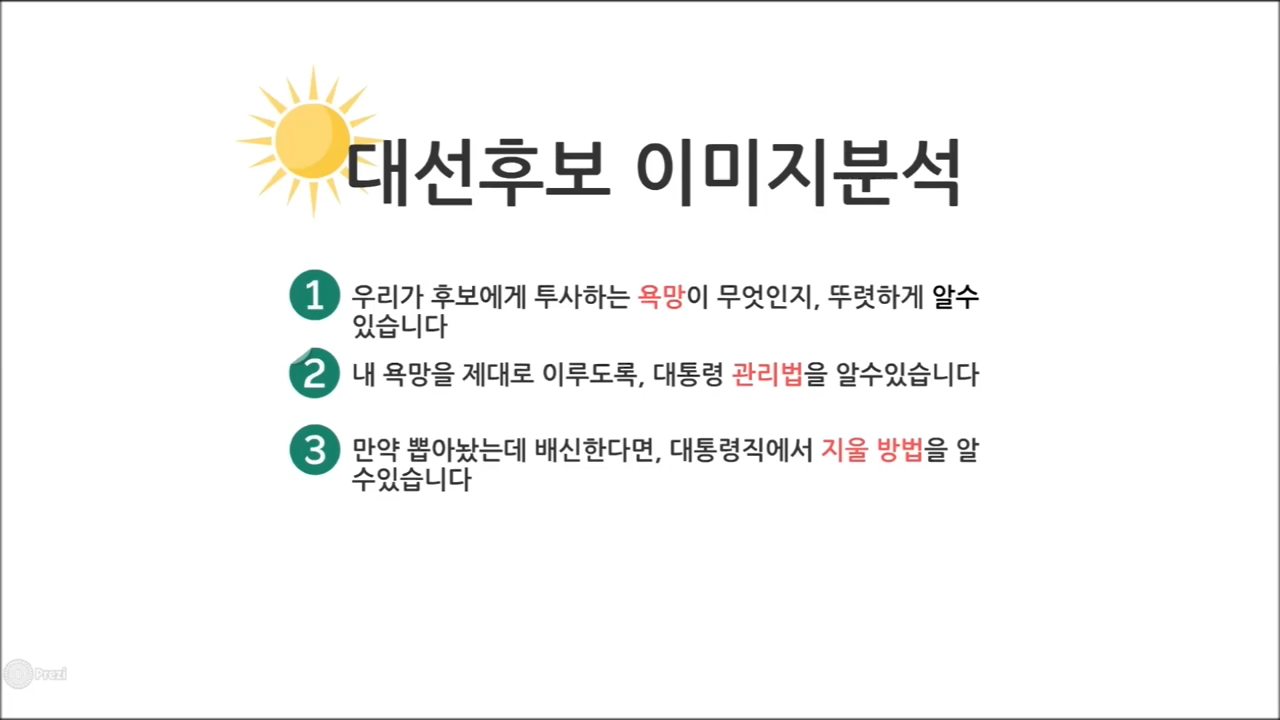 대선후보 이미지분석
1 우리가 후보에게 투사하는 욕망이 무엇인지, 뚜렷하게 알수
있습니다
2 내 욕망을 제대로 이루도록, 대통령 관리법을 알수있습니다
3 만약 뽑아놨는데 배신한다면, 대통령직에서 지울 방법을 알
수있습니다
Prezi